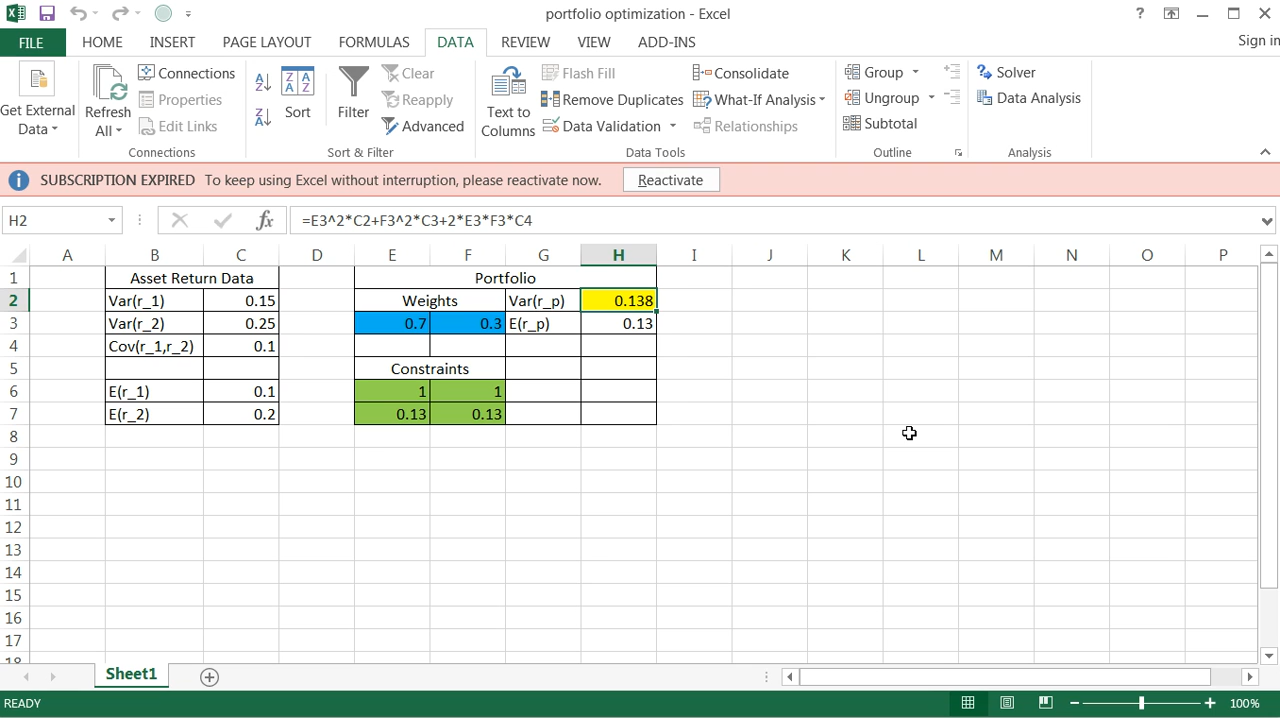 portfolio optimization - Excel
?
FILE HOME INSERT PAGE LAYOUT FORMULAS DATA REVIEW VIEW ADD-INS Sign in
Get External Data
Refresh All
Connections
Properties
Edit Links
Connections
Sort
Filter
Clear
Reapply
Advanced
Sort & Filter
Text to Columns
Flash Fill
Remove Duplicates
Data Validation
Consolidate
What-If Analysis
Relationships
Data Tools
Group
Ungroup
Subtotal
Outline
Solver
Data Analysis
Analysis
SUBSCRIPTION EXPIRED To keep using Excel without interruption, please reactivate now. Reactivate
H2 fx =E3^2*C2+F3^2*C3+2*E3*F3*C4
A B C D E F G H I J K L M N O P
1 Asset Return Data Portfolio
2 Var(r_1) 0.15 Weights Var(r_p) 0.138
3 Var(r_2) 0.25 0.7 0.3 E(r_p) 0.13
4 Cov(r_1,r_2) 0.1
5 Constraints
6 E(r_1) 0.1 1 1
7 E(r_2) 0.2 0.13 0.13
8
9
10
11
12
13
14
15
16
17
18
Sheet1
READY 100%